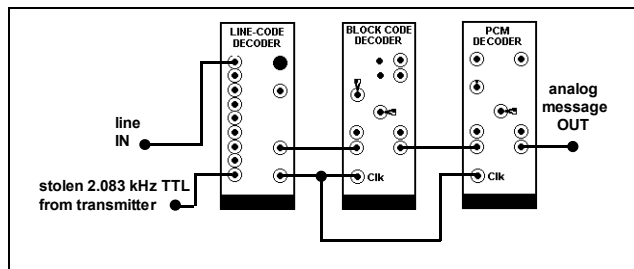 LINE-CODE
DECODER
BLOCK CODE
DECODER
PCM
DECODER
line
IN
analog
message
OUT
stolen 2.083 kHz TTL
from transmitter
Clk
Clk